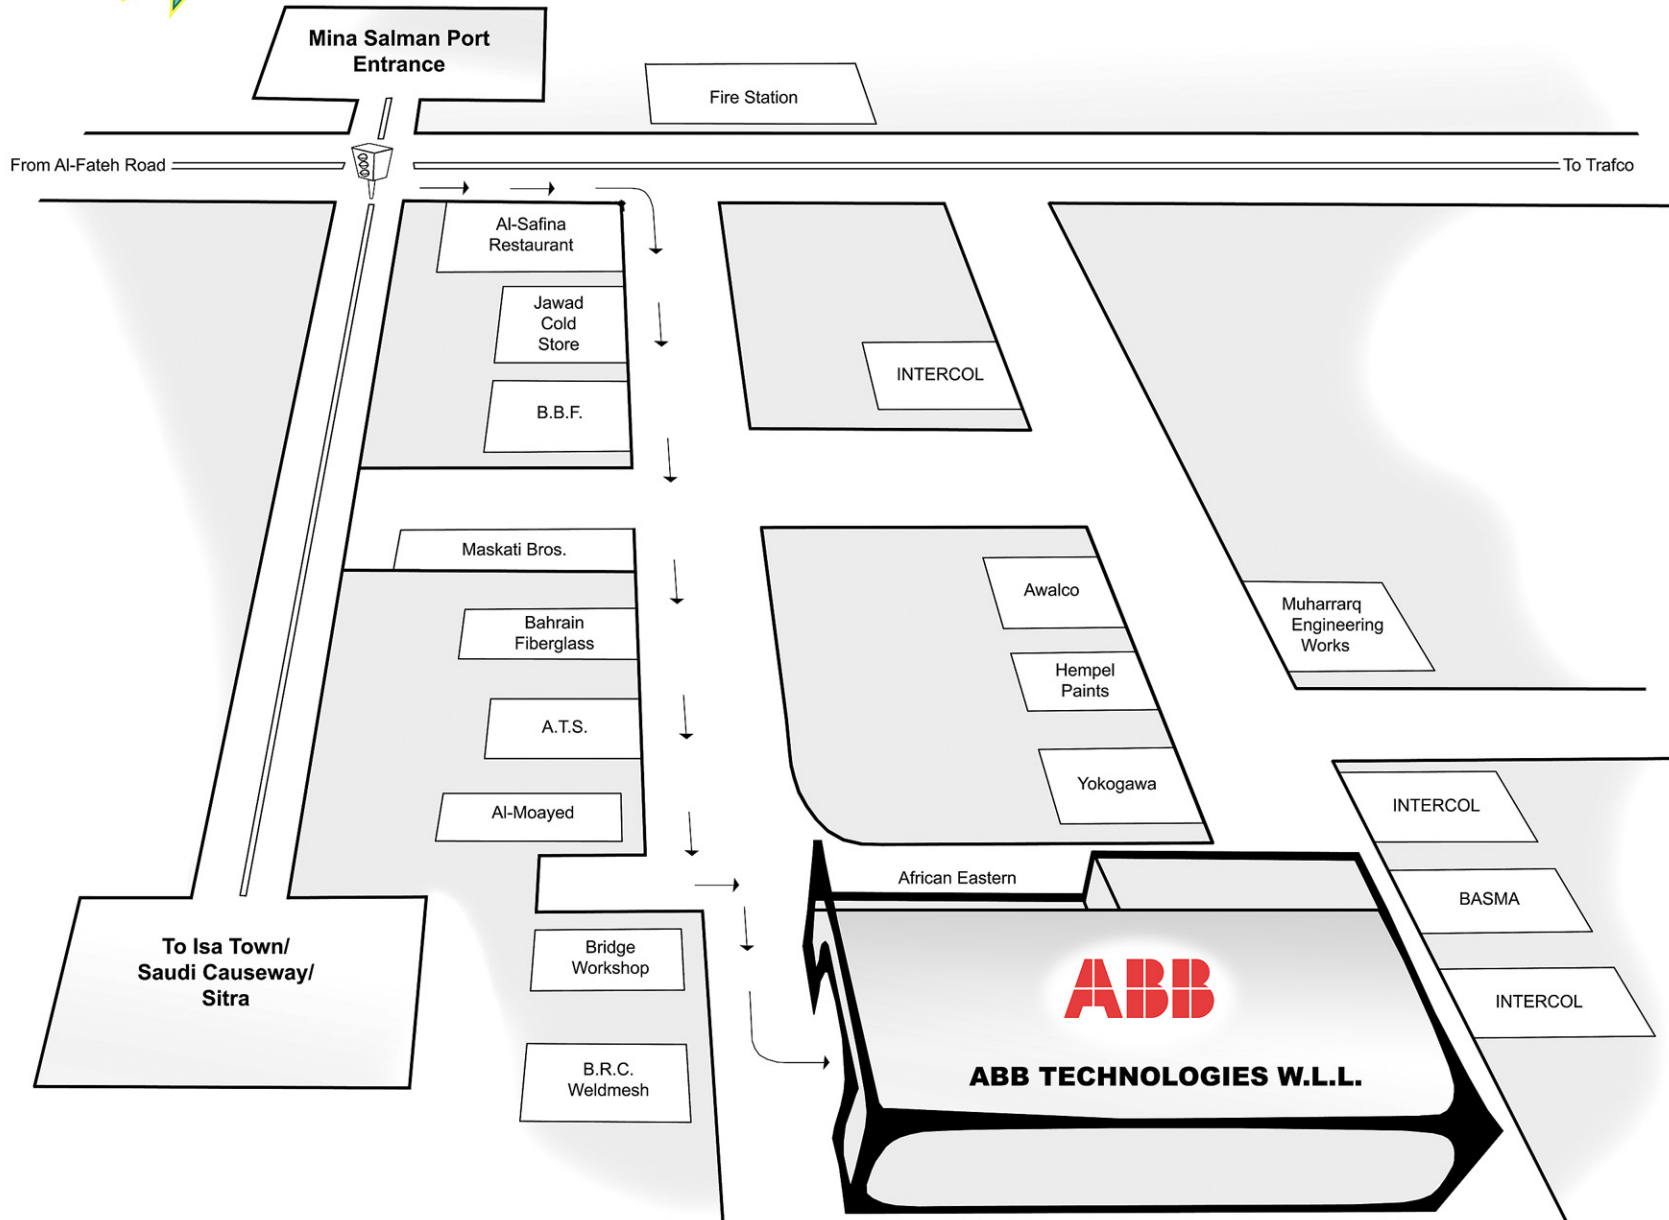 Mina Salman Port
Entrance
Fire Station
From Al-Fateh Road
To Trafco
Al-Safina
Restaurant
Jawad
Cold
Store
INTERCOL
B.B.F.
Maskati Bros.
Awalco
Muharrarq
Engineering
Works
Bahrain
Fiberglass
Hempel
Paints
A.T.S.
Yokogawa
Al-Moayed
INTERCOL
African Eastern
BASMA
To Isa Town/
Saudi Causeway/
Sitra
Bridge
Workshop
ABB
INTERCOL
B.R.C.
Weldmesh
ABB TECHNOLOGIES W.L.L.